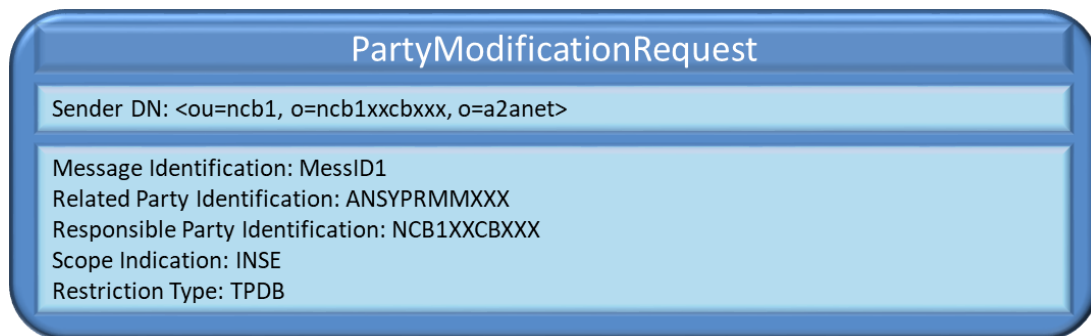 PartyModificationRequest
Sender DN: <ou=ncb1, o=ncb1xxcbxxx, o=a2anet>
Message Identification: MessID1
Related Party Identification: ANSYPRMMXXX
Responsible Party Identification: NCB1XXCBXXX
Scope Indication: INSE
Restriction Type: TPDB